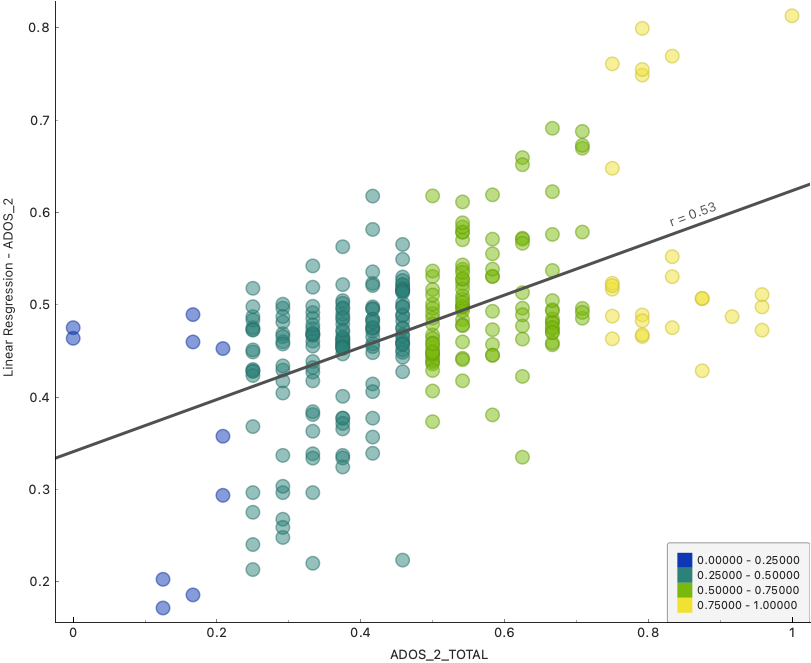 0.8
0.7
0.6
0.5
0.4
0.3
0.2
Linear Resgression - ADOS_2
r = 0.53
0.00000 - 0.25000
0.25000 - 0.50000
0.50000 - 0.75000
0.75000 - 1.00000
0 0.2 0.4 0.6 0.8 1
ADOS_2_TOTAL